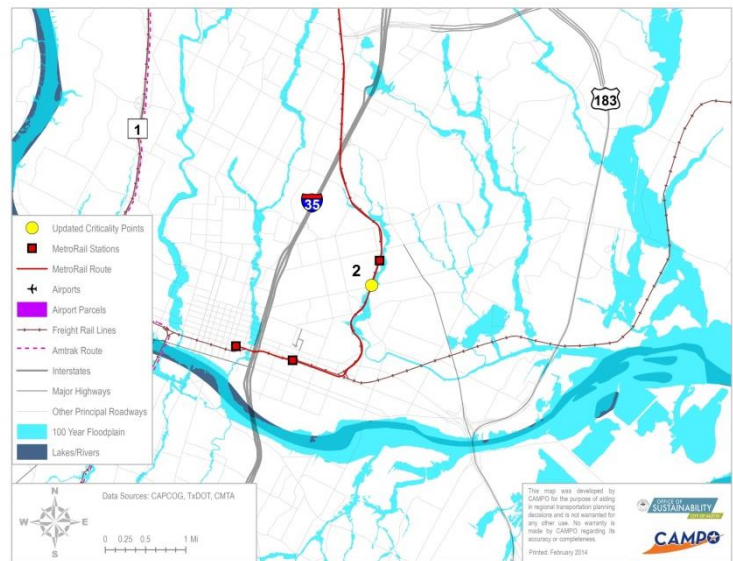 1
183
35
2
Updated Criticality Points
MetroRail Stations
MetroRail Route
Airports
Airport Parcels
Freight Rail Lines
Amtrak Route
Interstates
Major Highways
Other Principal Roadways
100 Year Floodplain
Lakes/Rivers
N
W E
S
Data Sources: CAPCOG, TxDOT, CMTA
0 0.25 0.5 1 Mi
This map was developed by
CAMPO for the purpose of aiding
in regional transportation planning
decisions and is not warranted for
any other use. No warranty is
made by CAMPO regarding its
accuracy or completeness.
Printed: February 2014
OFFICE OF
SUSTAINABILITY
CITY OF AUSTIN
CAMPO